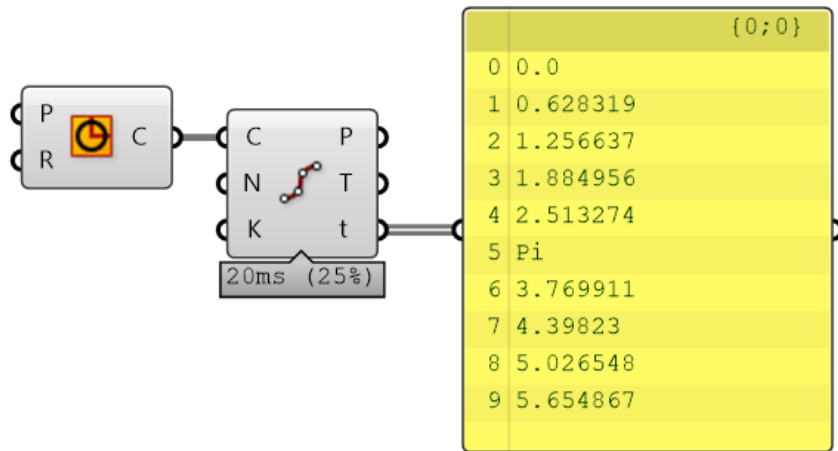 P
R
C
C
N
K
P
T
t
20ms (25%)
{0;0}
0 0.0
1 0.628319
2 1.256637
3 1.884956
4 2.513274
5 Pi
6 3.769911
7 4.39823
8 5.026548
9 5.654867